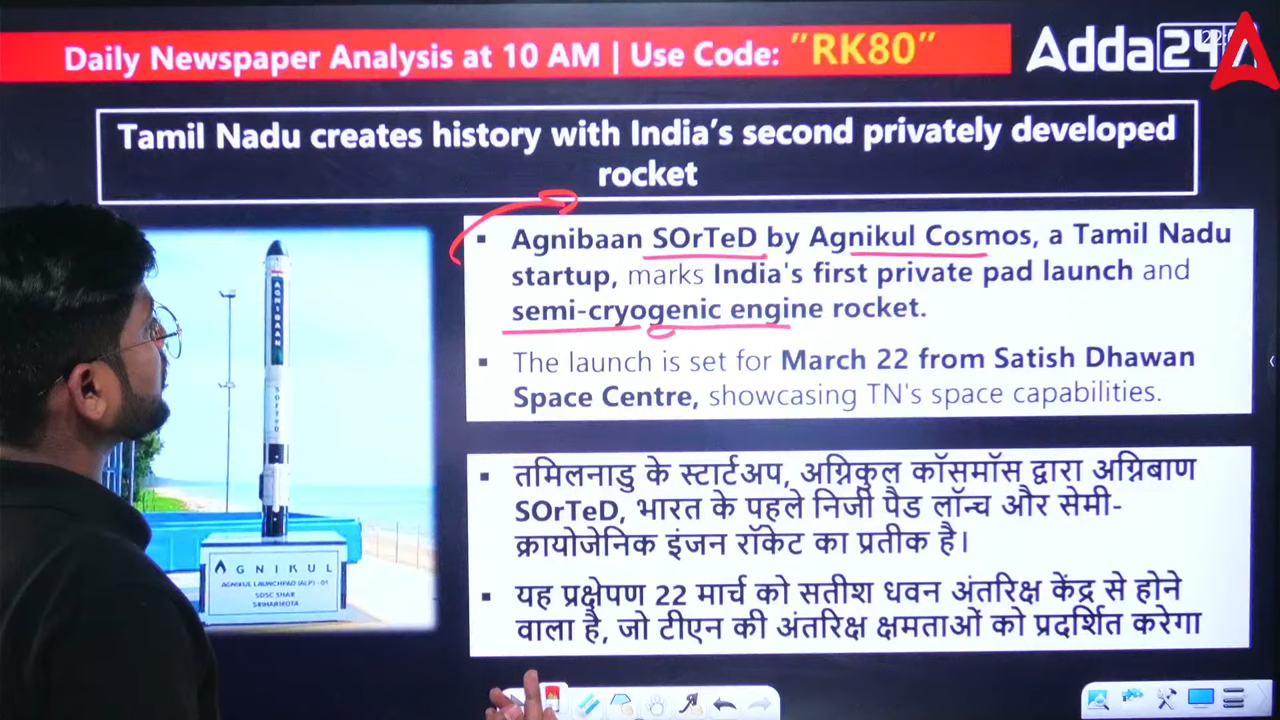 Daily Newspaper Analysis at 10 AM | Use Code: "RK80"
Adda247
Tamil Nadu creates history with India's second privately developed
rocket
▪ Agnibaan SOrTeD by Agnikul Cosmos, a Tamil Nadu
startup, marks India's first private pad launch and
semi-cryogenic engine rocket.
▪ The launch is set for March 22 from Satish Dhawan
Space Centre, showcasing TN's space capabilities.
▪ तमिलनाडु के स्टार्टअप, अग्निकुल कॉसमॉस द्वारा अग्निबाण
SOrTeD, भारत के पहले निजी पैड लॉन्च और सेमी-
क्रायोजेनिक इंजन रॉकेट का प्रतीक है।
▪ यह प्रक्षेपण 22 मार्च को सतीश धवन अंतरिक्ष केंद्र से होने
वाला है, जो टीएन की अंतरिक्ष क्षमताओं को प्रदर्शित करेगा
AGNIBAAN
SORTED
AGNIKUL
AGNIKUL LAUNCHPAD (ALP) - 01
SDSC SHAR
SRIHARIKOTA